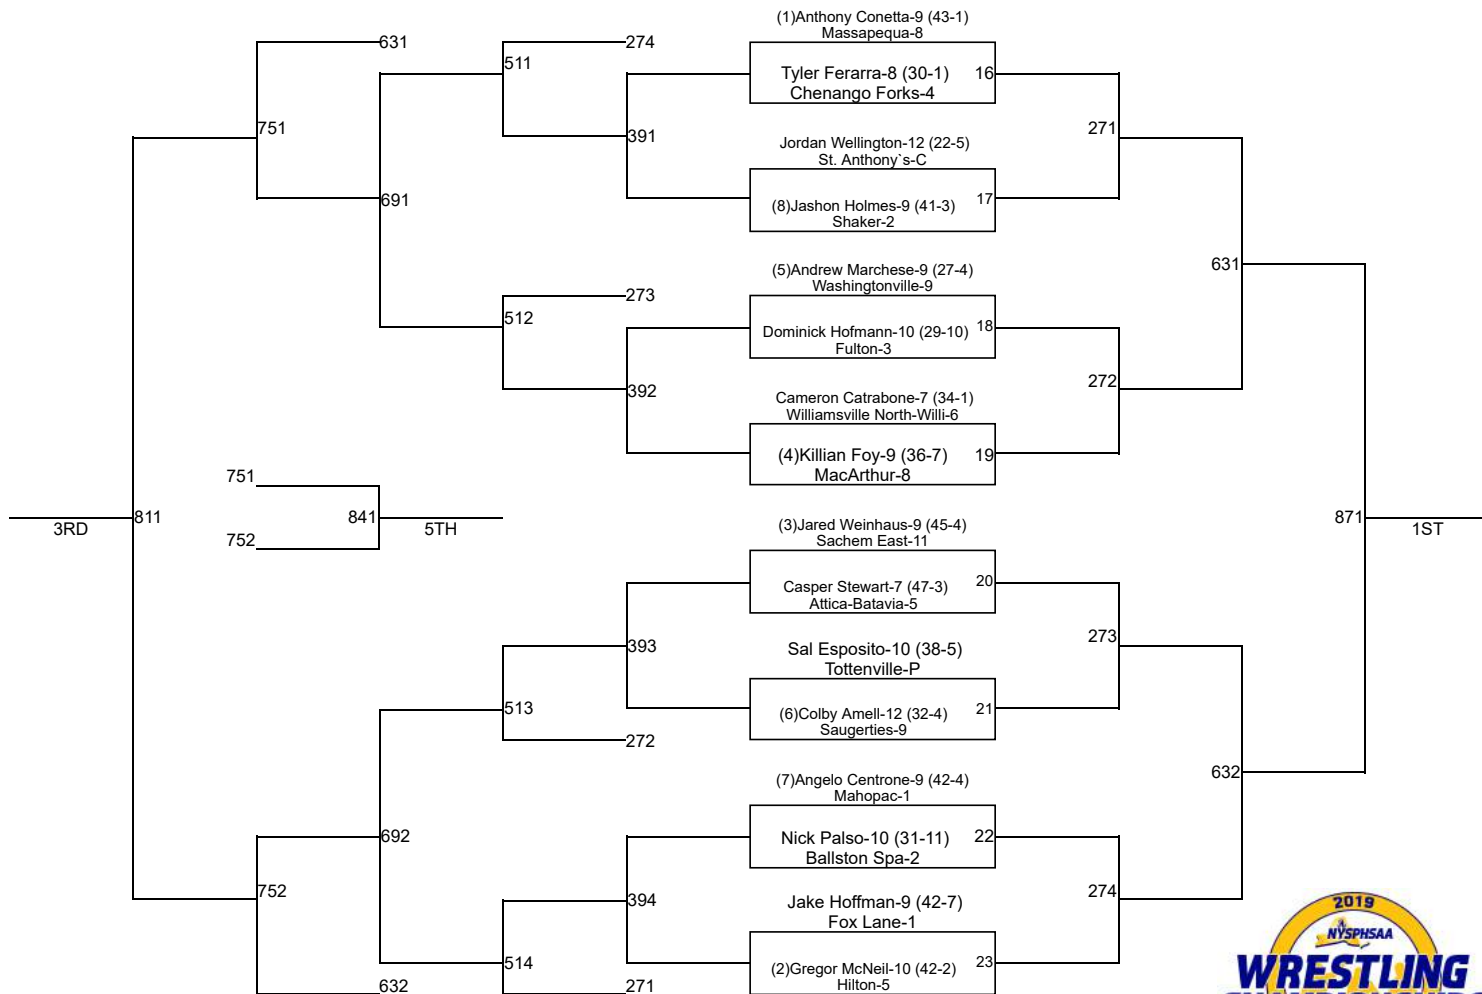 (1)Anthony Conetta-9 (43-1)
Massapequa-8
631
274
511
Tyler Ferarra-8 (30-1)
16
Chenango Forks-4
751
391
271
Jordan Wellington-12 (22-5)
St. Anthony`s-C
691
(8)Jashon Holmes-9 (41-3)
17
Shaker-2
631
(5)Andrew Marchese-9 (27-4)
Washingtonville-9
273
512
Dominick Hofmann-10 (29-10)
18
Fulton-3
392
272
Cameron Catrabone-7 (34-1)
Williamsville North-Willi-6
(4)Killian Foy-9 (36-7)
19
MacArthur-8
751
811
841
871
3RD
5TH
1ST
752
(3)Jared Weinhaus-9 (45-4)
Sachem East-11
Casper Stewart-7 (47-3)
20
Attica-Batavia-5
393
273
Sal Esposito-10 (38-5)
Tottenville-P
513
(6)Colby Amell-12 (32-4)
21
Saugerties-9
272
632
(7)Angelo Centrone-9 (42-4)
Mahopac-1
692
Nick Palso-10 (31-11)
22
Ballston Spa-2
752
394
274
Jake Hoffman-9 (42-7)
Fox Lane-1
514
(2)Gregor McNeil-10 (42-2)
23
Hilton-5
632
271
2019
NYSPHSAA
WRESTLING